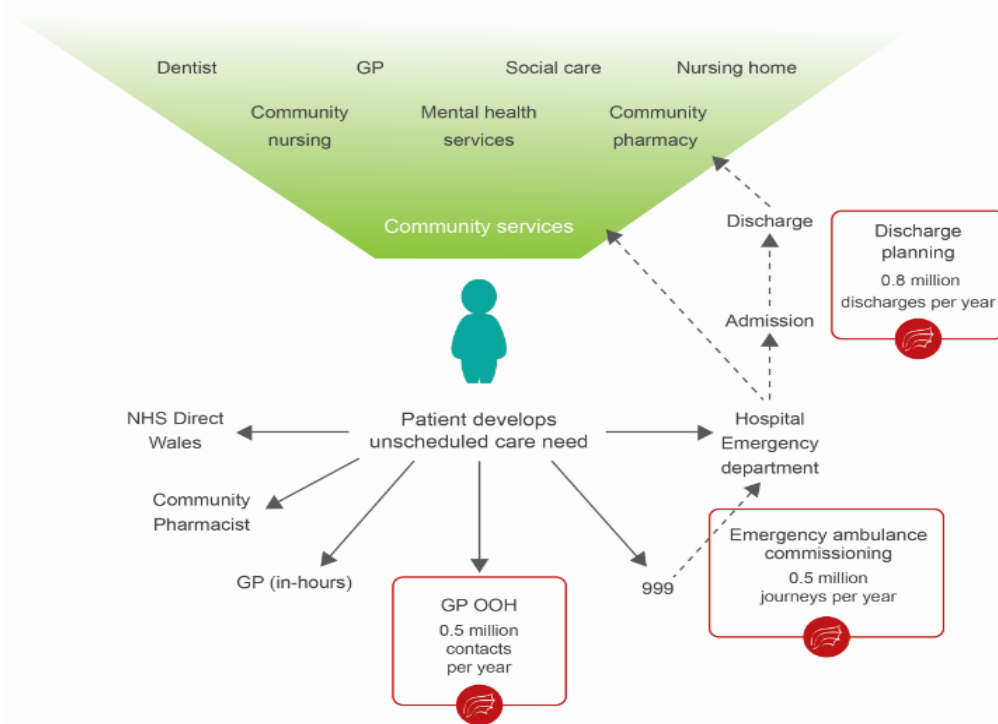 Dentist
GP
Social care
Nursing home
Community
nursing
Mental health
services
Community
pharmacy
Community services
Discharge
Discharge
planning
0.8 million
discharges per year
Admission
NHS Direct
Wales
Patient develops
unscheduled care need
Hospital
Emergency
department
Community
Pharmacist
GP (in-hours)
GP OOH
0.5 million
contacts
per year
999
Emergency ambulance
commissioning
0.5 million
journeys per year